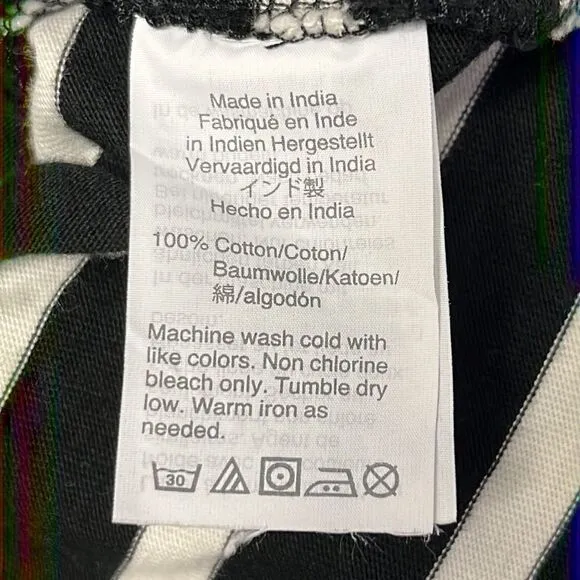 Made in India
Fabriqué en Inde
in Indien Hergestellt
Vervaardigd in India
インド製
Hecho en India
100% Cotton/Coton/
Baumwolle/Katoen/
綿/algodón
Machine wash cold with
like colors. Non chlorine
bleach only. Tumble dry
low. Warm iron as
needed.
30